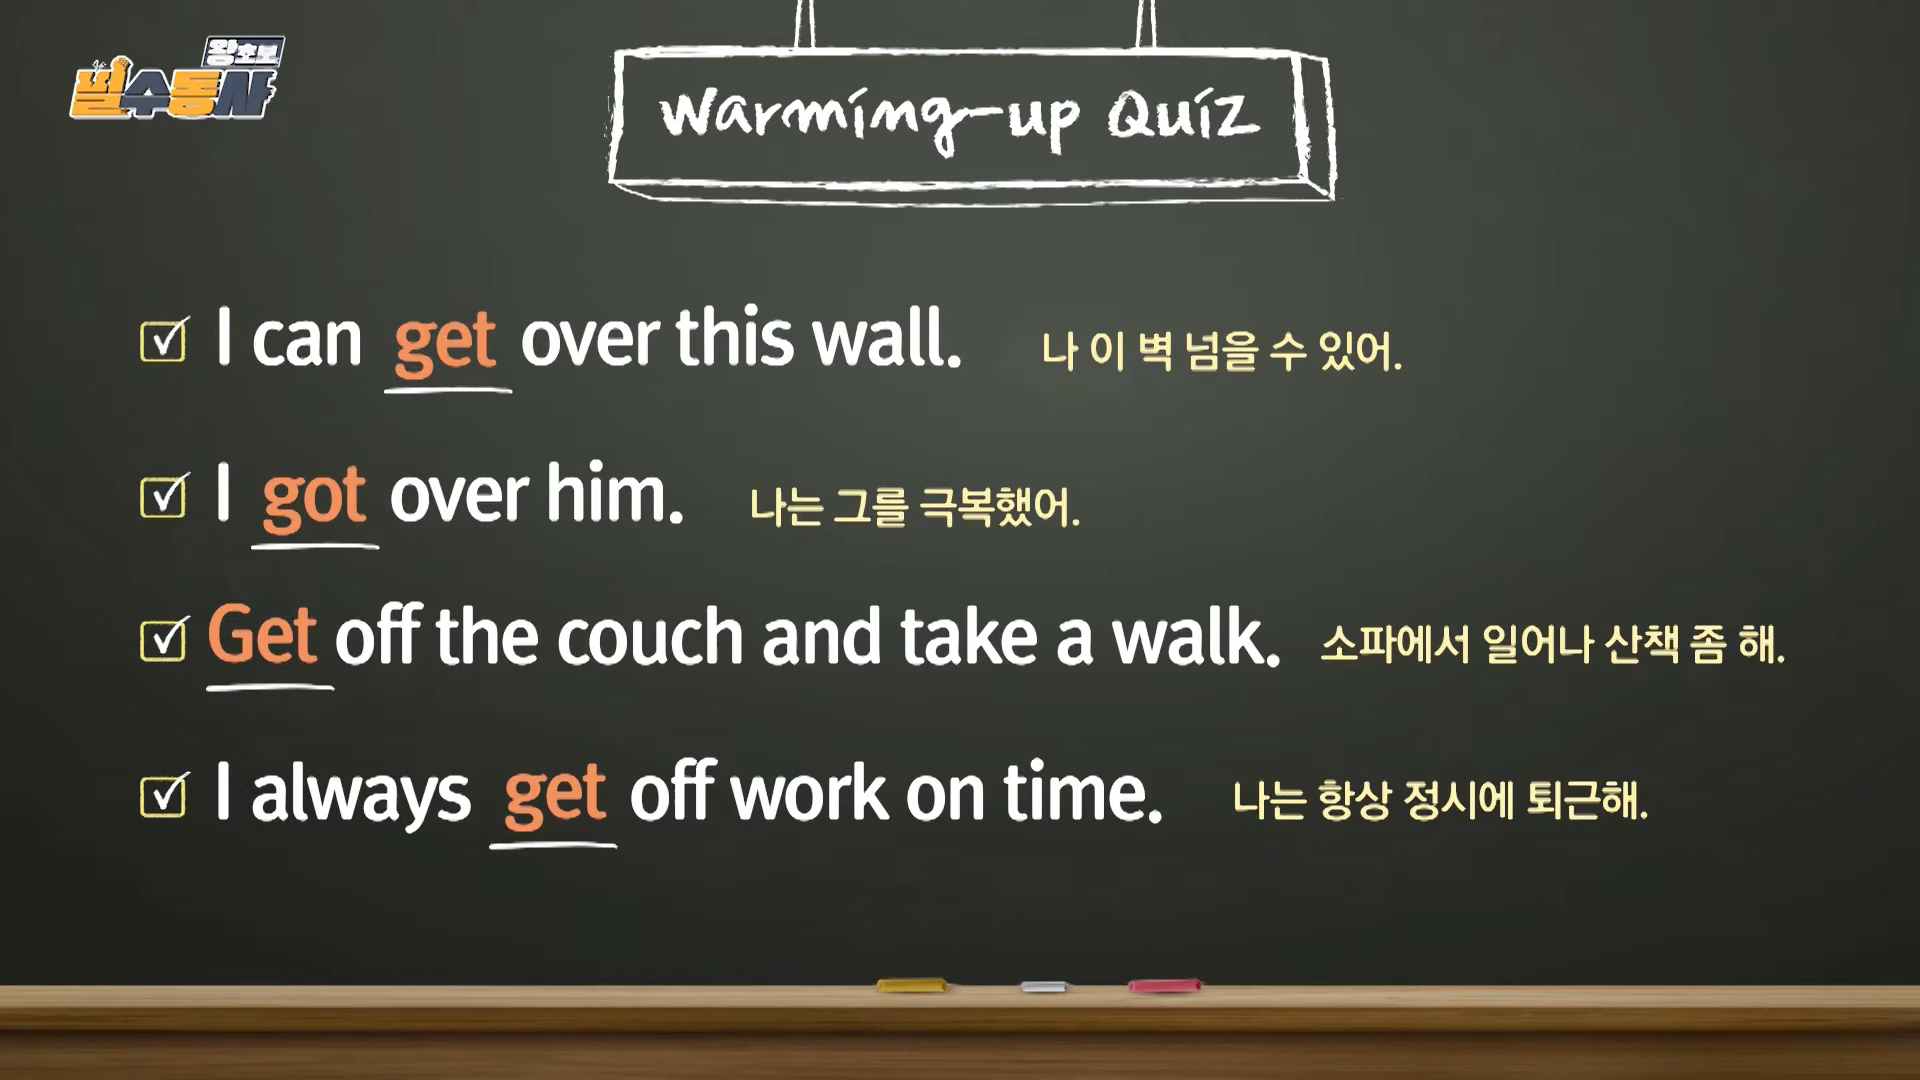 왕초보
필수동사
Warming-up Quiz
I can get over this wall. 나 이 벽 넘을 수 있어.
I got over him. 나는 그를 극복했어.
Get off the couch and take a walk. 소파에서 일어나 산책 좀 해.
I always get off work on time. 나는 항상 정시에 퇴근해.